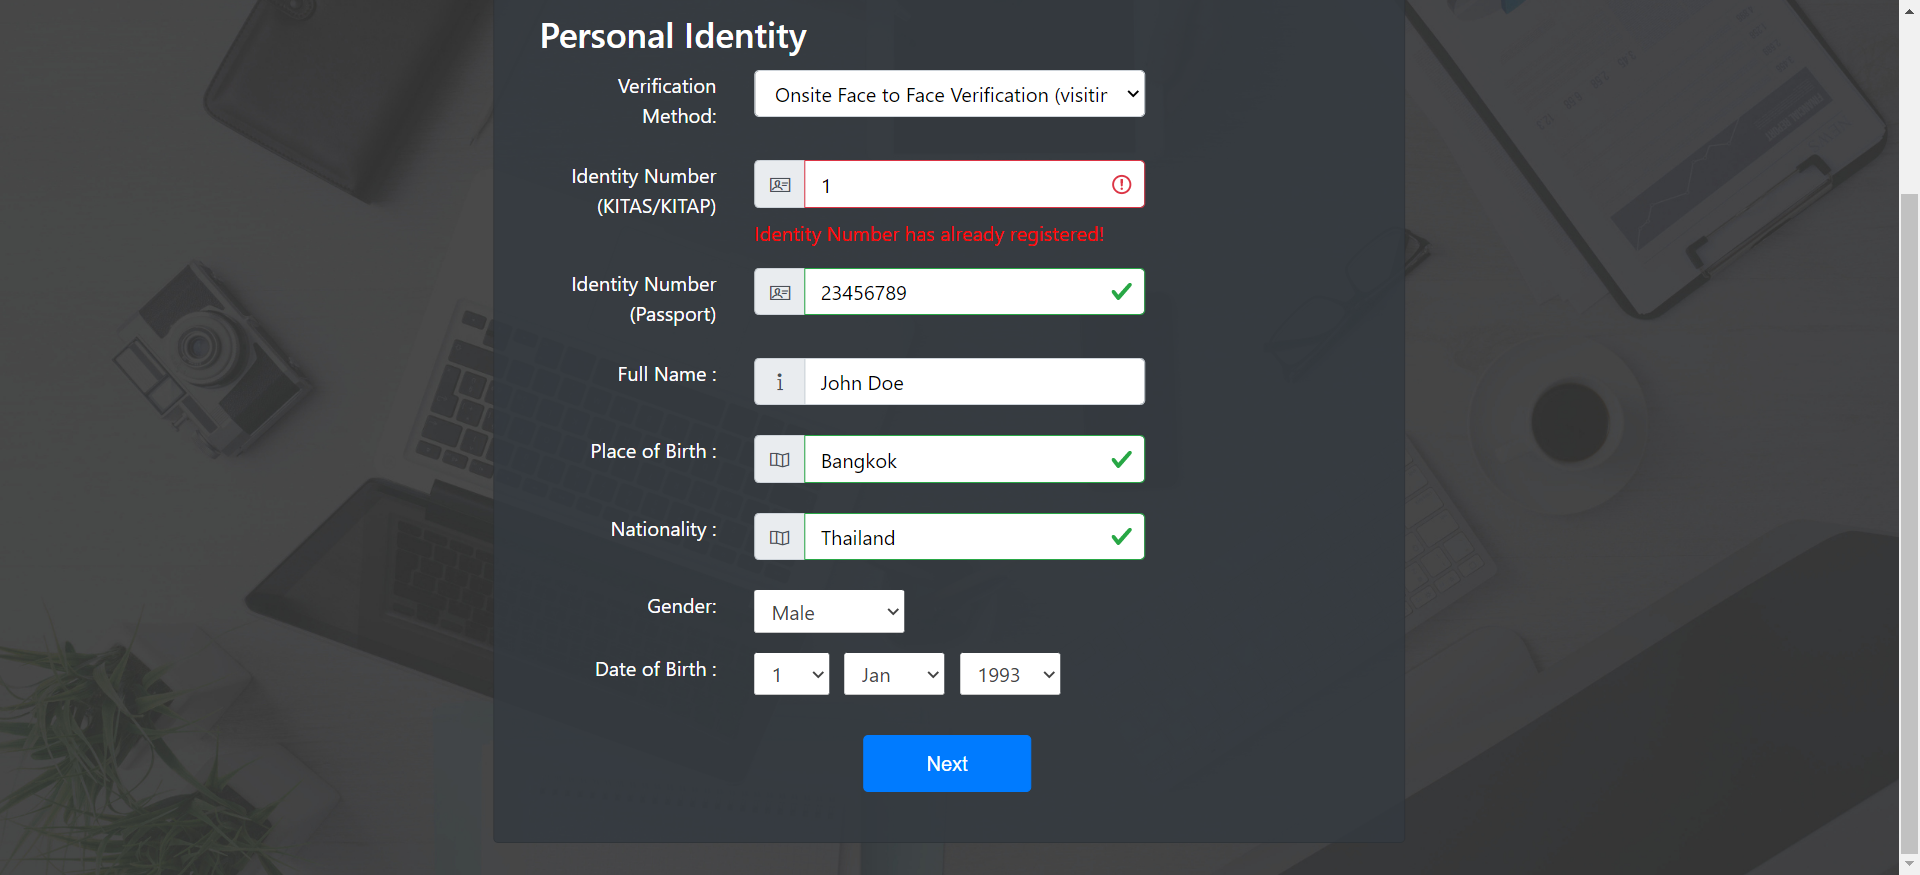 Personal Identity
Verification
Method:
Onsite Face to Face Verification (visitir
Identity Number
(KITAS/KITAP)
1
Identity Number has already registered!
Identity Number
(Passport)
23456789
Full Name :
John Doe
Place of Birth :
Bangkok
Nationality :
Thailand
Gender:
Male
Date of Birth :
1 Jan 1993
Next